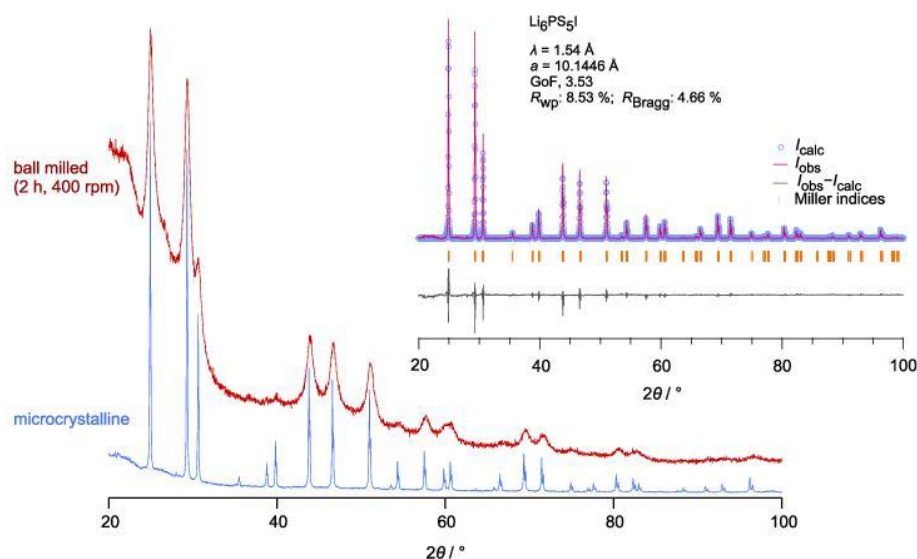 Li₆PS₅I
λ = 1.54 Å
a = 10.1446 Å
GoF, 3.53
Rwp: 8.53 %; RBragg: 4.66 %
Icalc
Iobs
Iobs−Icalc
Miller indices
20 40 60 80 100
2θ / °
ball milled
(2 h, 400 rpm)
microcrystalline
20 40 60 80 100
2θ / °